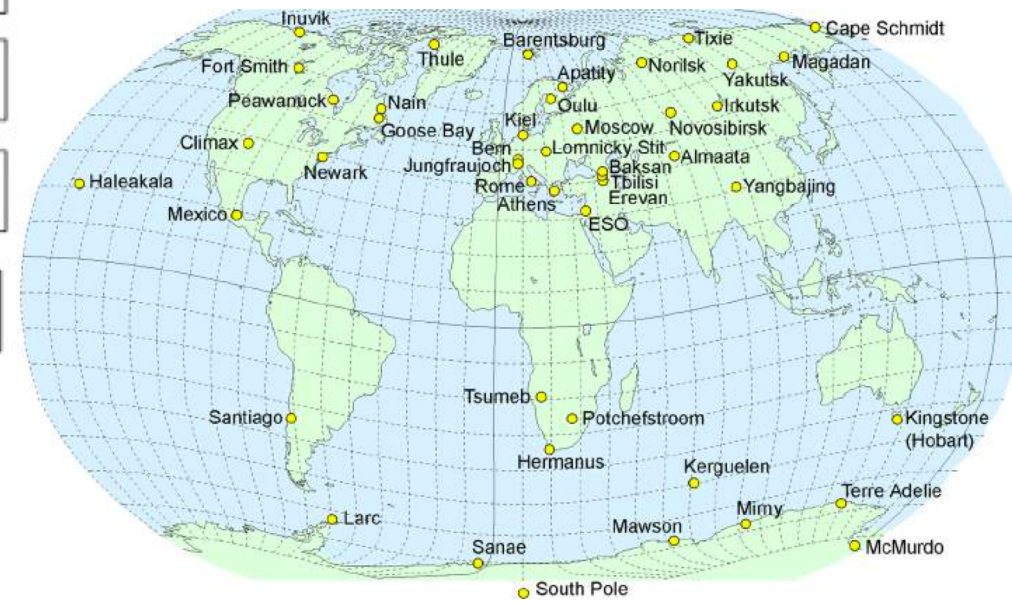 Inuvik
Cape Schmidt
Tixie
Barentsburg
Thule
Magadan
Norilsk
Fort Smith
Yakutsk
Apatity
Peawanuck
Nain
Oulu
Irkutsk
Kiel
Goose Bay
Moscow
Novosibirsk
Climax
Bern
Lomnicky Stit
Almaata
Jungfraujoch
Baksan
Newark
Haleakala
Rome
Tbilisi
Yangbajing
Erevan
Athens
Mexico
ESO
Tsumeb
Santiago
Potchefstroom
Kingstone
(Hobart)
Hermanus
Kerguelen
Terre Adelie
Mirny
Larc
Mawson
Sanae
McMurdo
South Pole